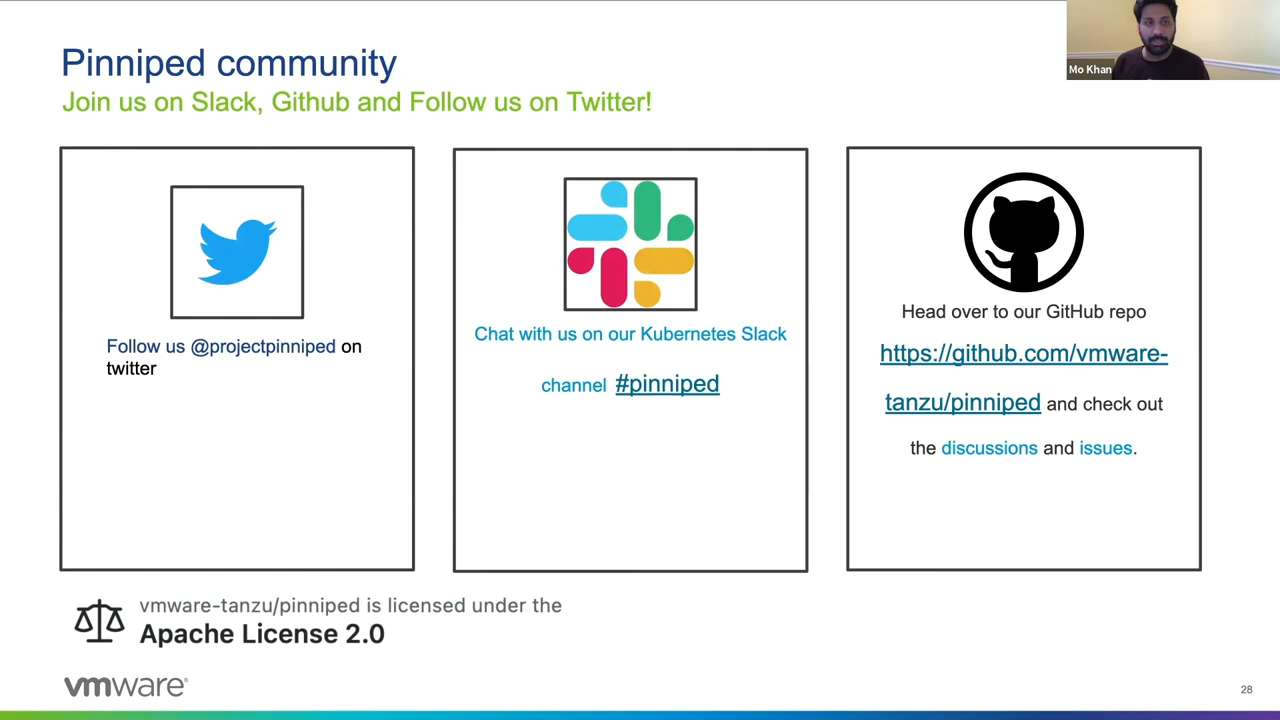 Pinniped community
Join us on Slack, Github and Follow us on Twitter!
Mo Khan
Follow us @projectpinniped on
twitter
Chat with us on our Kubernetes Slack
channel #pinniped
Head over to our GitHub repo
https://github.com/vmware-
tanzu/pinniped and check out
the discussions and issues.
vmware-tanzu/pinniped is licensed under the
Apache License 2.0
vmware®
28